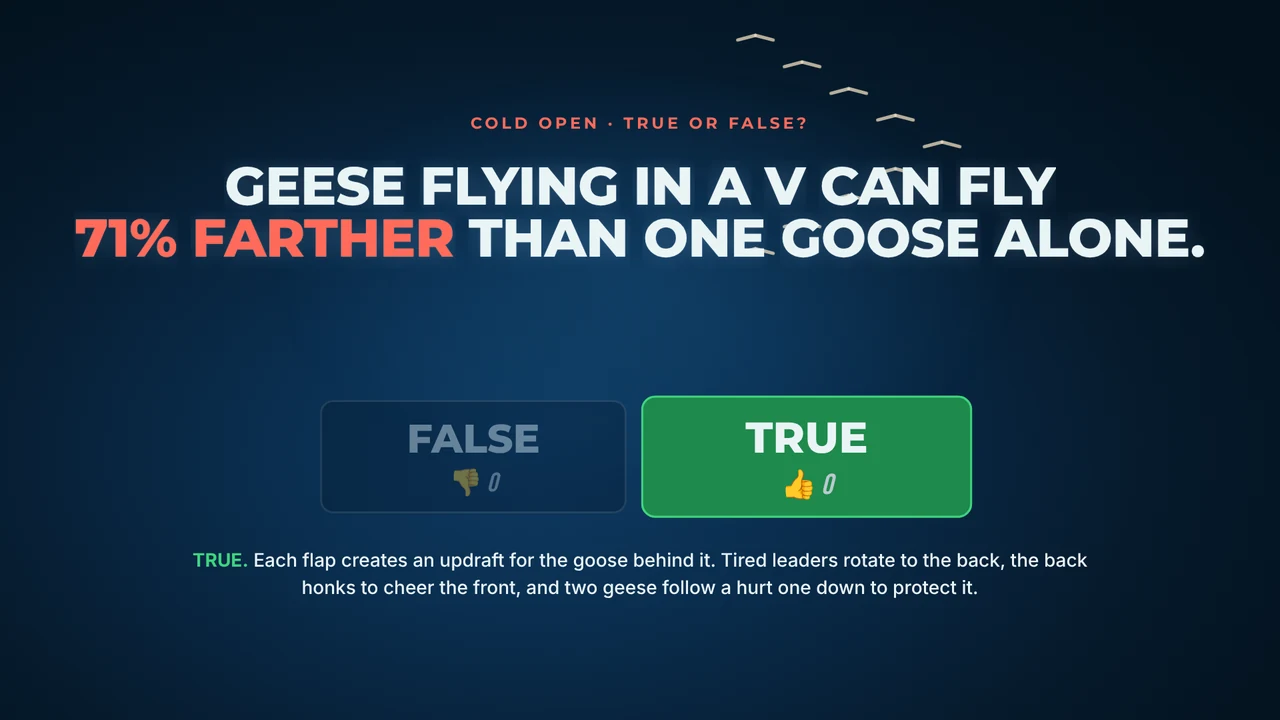 COLD OPEN · TRUE OR FALSE?
GEESE FLYING IN A V CAN FLY
71% FARTHER THAN ONE GOOSE ALONE.
FALSE
👎 0
TRUE
👍 0
TRUE. Each flap creates an updraft for the goose behind it. Tired leaders rotate to the back, the back
honks to cheer the front, and two geese follow a hurt one down to protect it.